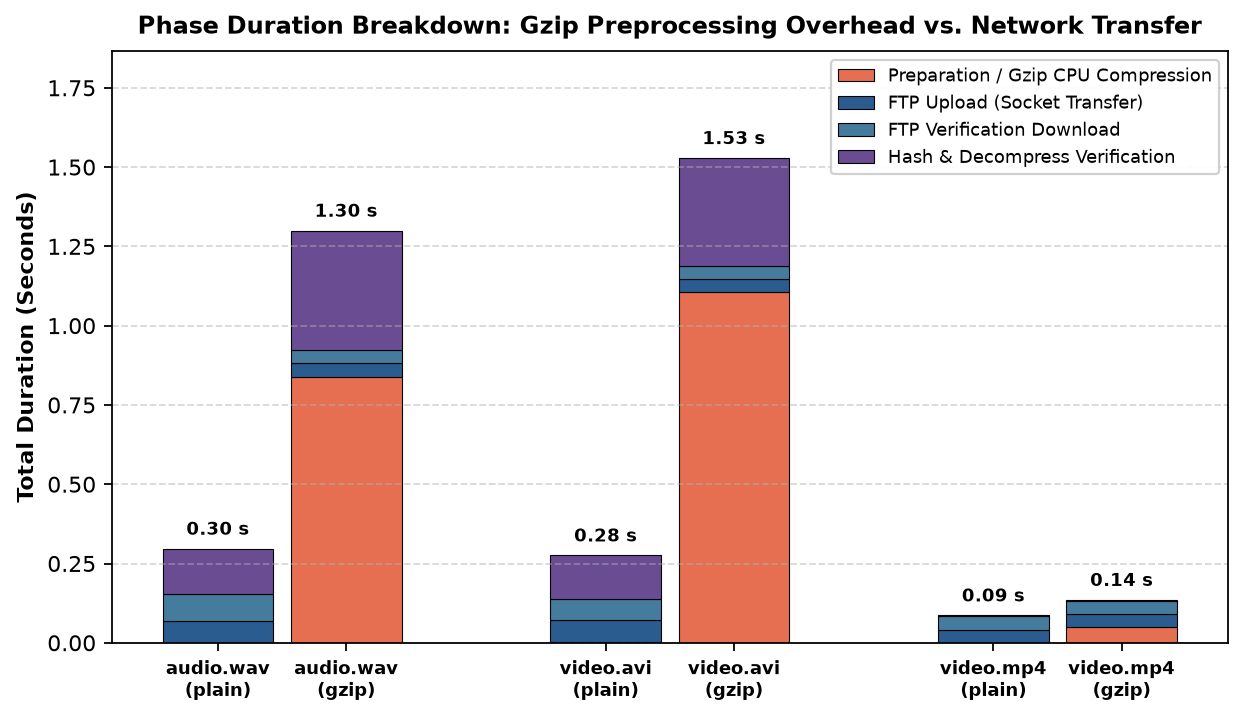 Phase Duration Breakdown: Gzip Preprocessing Overhead vs. Network Transfer
Total Duration (Seconds)
1.75
1.50
1.25
1.00
0.75
0.50
0.25
0.00
Preparation / Gzip CPU Compression
FTP Upload (Socket Transfer)
FTP Verification Download
Hash & Decompress Verification
0.30 s
1.30 s
0.28 s
1.53 s
0.09 s
0.14 s
audio.wav
(plain)
audio.wav
(gzip)
video.avi
(plain)
video.avi
(gzip)
video.mp4
(plain)
video.mp4
(gzip)